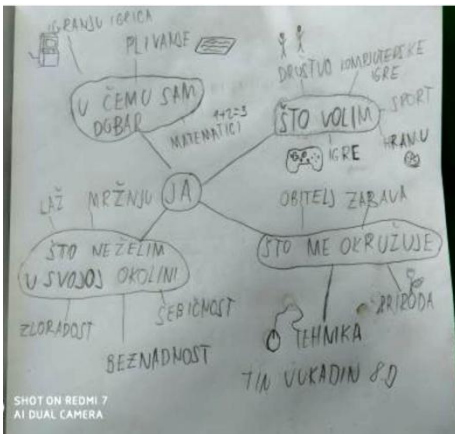 IGRANJU IGRICA
PLIVANJE
U ČEMU SAM
DOBAR
1+2=3
MATEMATICI
DRUŠTVO
KOMPJUTERSKE
IGRE
ŠTO VOLIM
SPORT
HRANU
IGRE
JA
LAŽ
MRŽNJU
ŠTO NEŽELIM
U SVOJOJ OKOLINI
ZLORADOST
BEZNADNOST
SEBIČNOST
OBITELJ
ZABAVA
ŠTO ME OKRUŽUJE
PRIRODA
TEHNIKA
TIN VUKADIN 8.D
SHOT ON REDMI 7
AI DUAL CAMERA